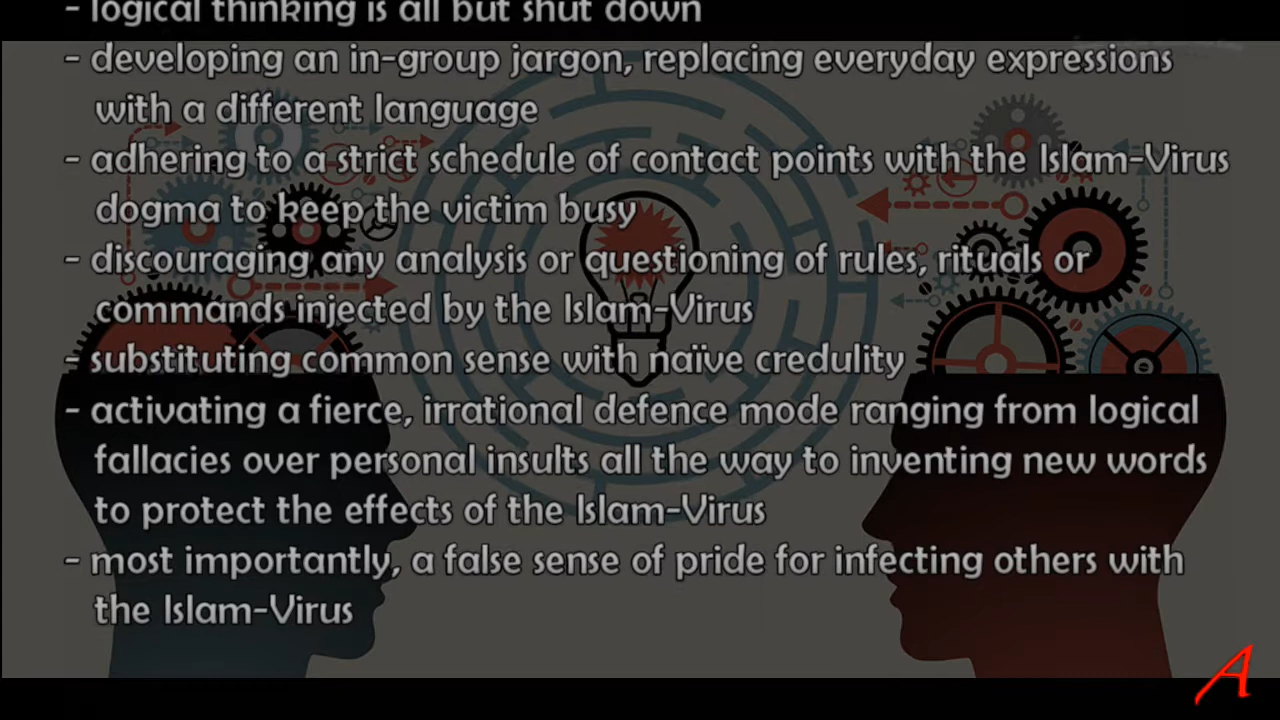 - logical thinking is all but shut down
- developing an in-group jargon, replacing everyday expressions
with a different language
- adhering to a strict schedule of contact points with the Islam-Virus
dogma to keep the victim busy
- discouraging any analysis or questioning of rules, rituals or
commands injected by the Islam-Virus
- substituting common sense with naïve credulity
- activating a fierce, irrational defence mode ranging from logical
fallacies over personal insults all the way to inventing new words
to protect the effects of the Islam-Virus
- most importantly, a false sense of pride for infecting others with
the Islam-Virus
A